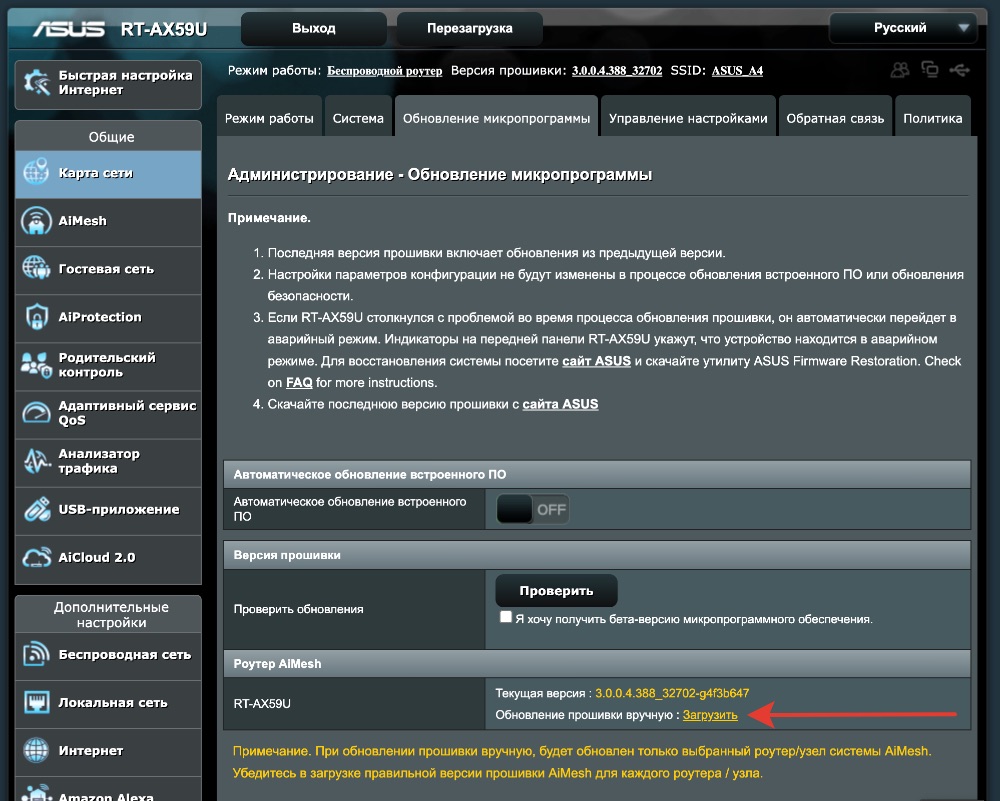 ASUS RT-AX59U
Выход
Перезагрузка
Русский
Быстрая настройка
Интернет
Режим работы: Беспроводной роутер Версия прошивки: 3.0.0.4.388_32702 SSID: ASUS_A4
Общие
Карта сети
AiMesh
Гостевая сеть
AiProtection
Родительский
контроль
Адаптивный сервис
QoS
Анализатор
трафика
USB-приложение
AiCloud 2.0
Дополнительные
настройки
Беспроводная сеть
Локальная сеть
Интернет
Amazon Alexa
Режим работы
Система
Обновление микропрограммы
Управление настройками
Обратная связь
Политика
Администрирование - Обновление микропрограммы
Примечание.
1. Последняя версия прошивки включает обновления из предыдущей версии.
2. Настройки параметров конфигурации не будут изменены в процессе обновления встроенного ПО или обновления
безопасности.
3. Если RT-AX59U столкнулся с проблемой во время процесса обновления прошивки, он автоматически перейдет в
аварийный режим. Индикаторы на передней панели RT-AX59U укажут, что устройство находится в аварийном
режиме. Для восстановления системы посетите сайт ASUS и скачайте утилиту ASUS Firmware Restoration. Check
on FAQ for more instructions.
4. Скачайте последнюю версию прошивки с сайта ASUS
Автоматическое обновление встроенного ПО
Автоматическое обновление встроенного
ПО
OFF
Версия прошивки
Проверить обновления
Проверить
Я хочу получить бета-версию микропрограммного обеспечения.
Роутер AiMesh
RT-AX59U
Текущая версия : 3.0.0.4.388_32702-g4f3b647
Обновление прошивки вручную : Загрузить
Примечание. При обновлении прошивки вручную, будет обновлен только выбранный роутер/узел системы AiMesh.
Убедитесь в загрузке правильной версии прошивки AiMesh для каждого роутера / узла.